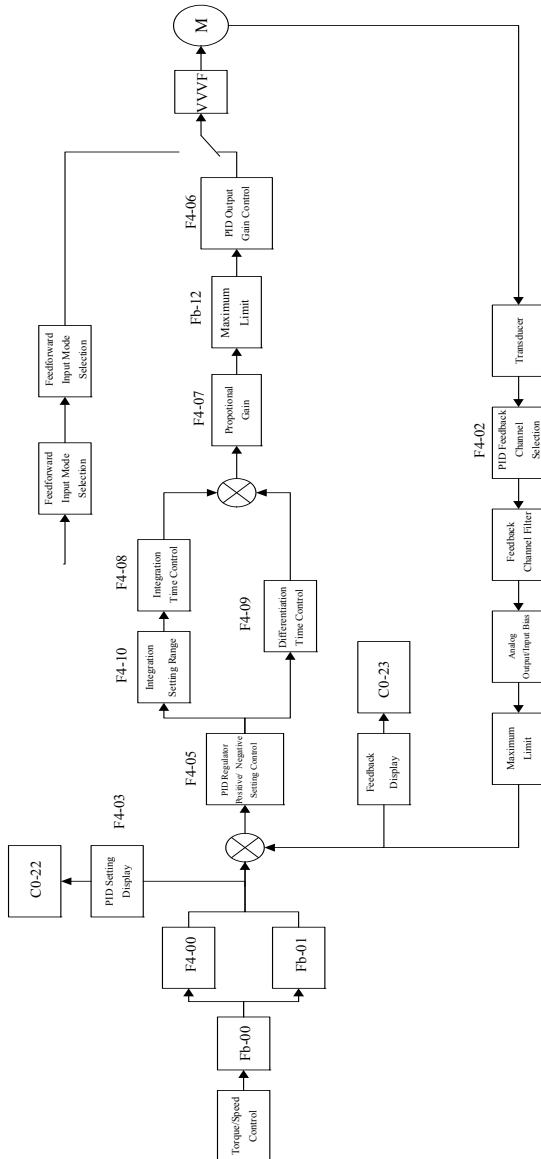 Torque/Speed
Control
Fb-00
F4-00
Fb-01
C0-22
PID Setting
Display
F4-03
F4-05
PID Regulator
Positive/ Negative
Setting Control
F4-10
Integration
Setting Range
F4-08
Integration
Time Control
F4-09
Differentiation
Time Control
F4-07
Propotional
Gain
Fb-12
Maximum
Limit
F4-06
PID Output
Gain Control
Feedforward
Input Mode
Selection
Feedforward
Input Mode
Selection
VVVF
M
Transducer
F4-02
PID Feedback
Channel
Selection
Feedback
Channel Filter
Analog
Output/Input Bias
Maximum
Limit
Feedback
Display
C0-23